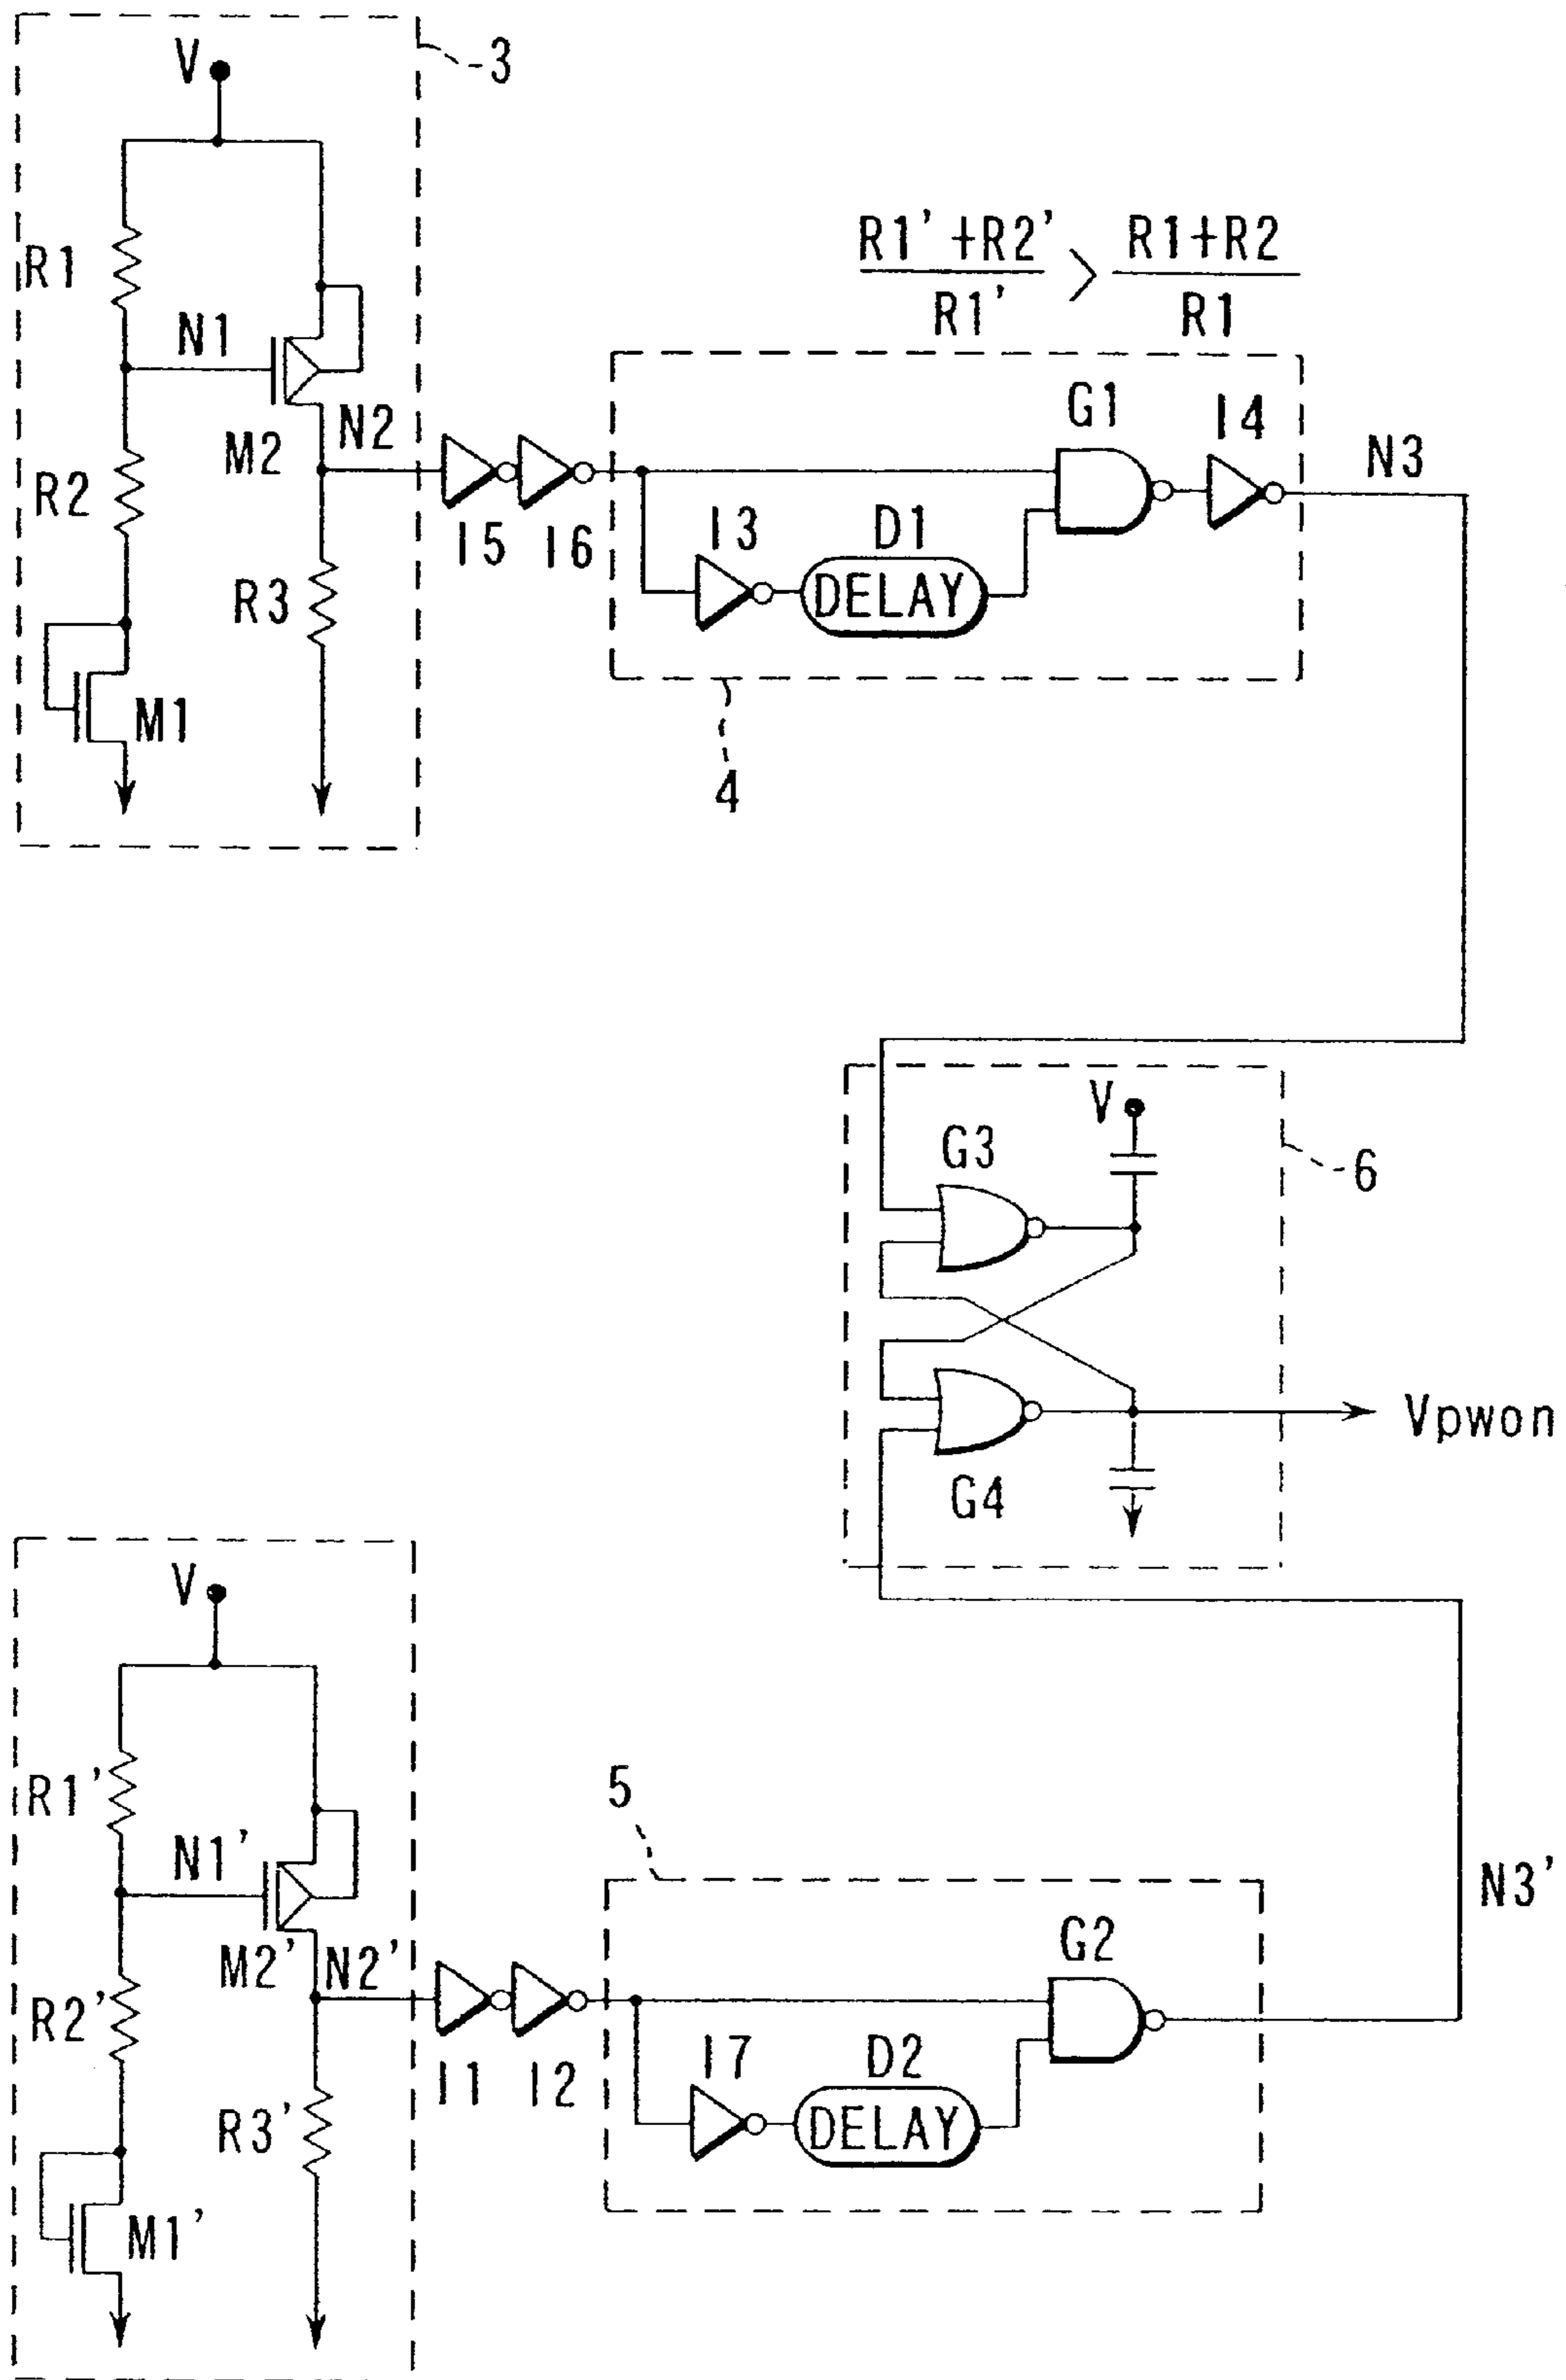 V
3
R1
N1
R1'+R2' / R1' > R1+R2 / R1
G1
I4
N3
M2
N2
R2
I5
I6
I3
D1
DELAY
R3
M1
4
V
G3
6
Vpwon
G4
V
R1'
5
N1'
N3'
M2'
N2'
G2
R2'
I1
I2
I7
D2
DELAY
R3'
M1'